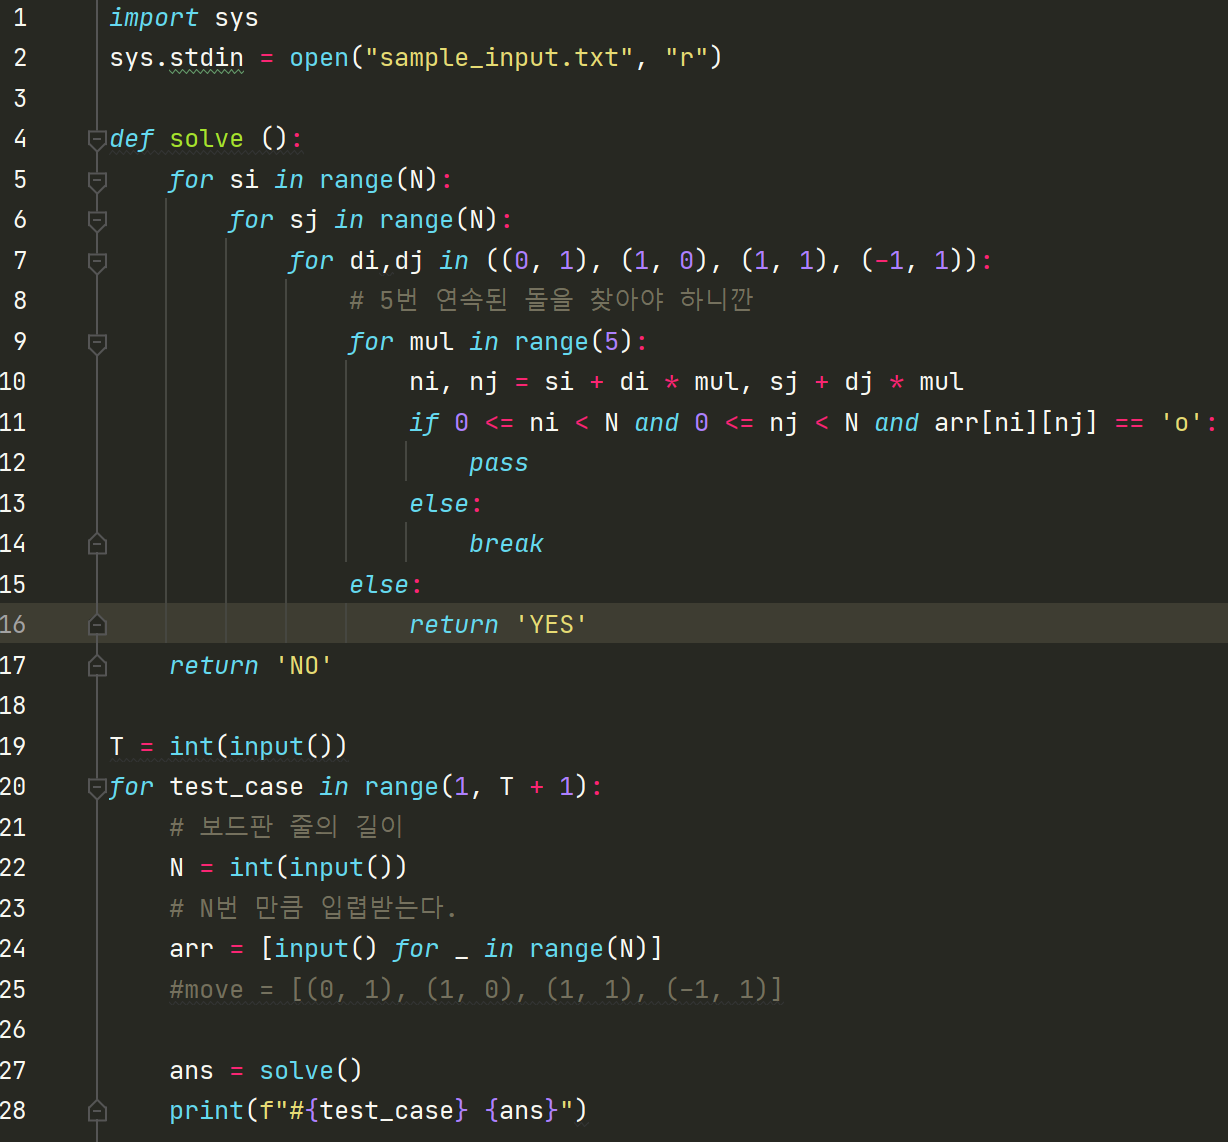 1 import sys
2 sys.stdin = open("sample_input.txt", "r")
3
4 def solve ():
5     for si in range(N):
6         for sj in range(N):
7             for di,dj in ((0, 1), (1, 0), (1, 1), (-1, 1)):
8                 # 5번 연속된 돌을 찾아야 하니깐
9                 for mul in range(5):
10                     ni, nj = si + di * mul, sj + dj * mul
11                     if 0 <= ni < N and 0 <= nj < N and arr[ni][nj] == 'o':
12                         pass
13                     else:
14                         break
15                 else:
16                     return 'YES'
17     return 'NO'
18
19 T = int(input())
20 for test_case in range(1, T + 1):
21     # 보드판 줄의 길이
22     N = int(input())
23     # N번 만큼 입렵받는다.
24     arr = [input() for _ in range(N)]
25     #move = [(0, 1), (1, 0), (1, 1), (-1, 1)]
26
27     ans = solve()
28     print(f"#{test_case} {ans}")